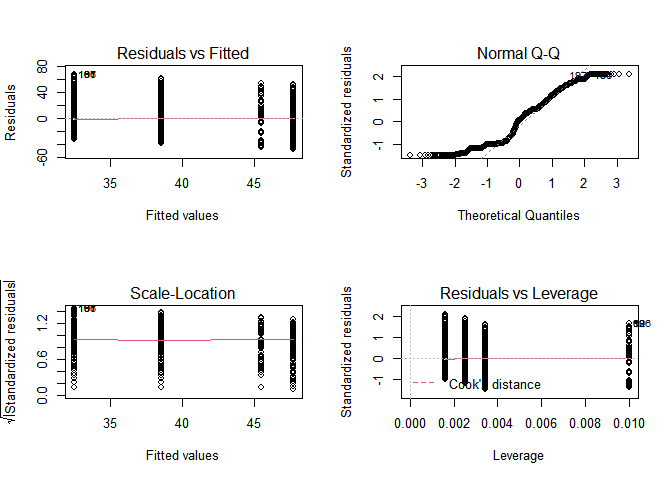 Residuals vs Fitted
Residuals
-60
0
40
80
35
40
45
Fitted values
Normal Q-Q
Standardized residuals
-1
0
1
2
-3
-2
-1
0
1
2
3
Theoretical Quantiles
Scale-Location
√|Standardized residuals|
0.0
0.6
1.2
35
40
45
Fitted values
Residuals vs Leverage
Standardized residuals
-1
0
1
2
Cook's distance
0.000
0.002
0.004
0.006
0.008
0.010
Leverage